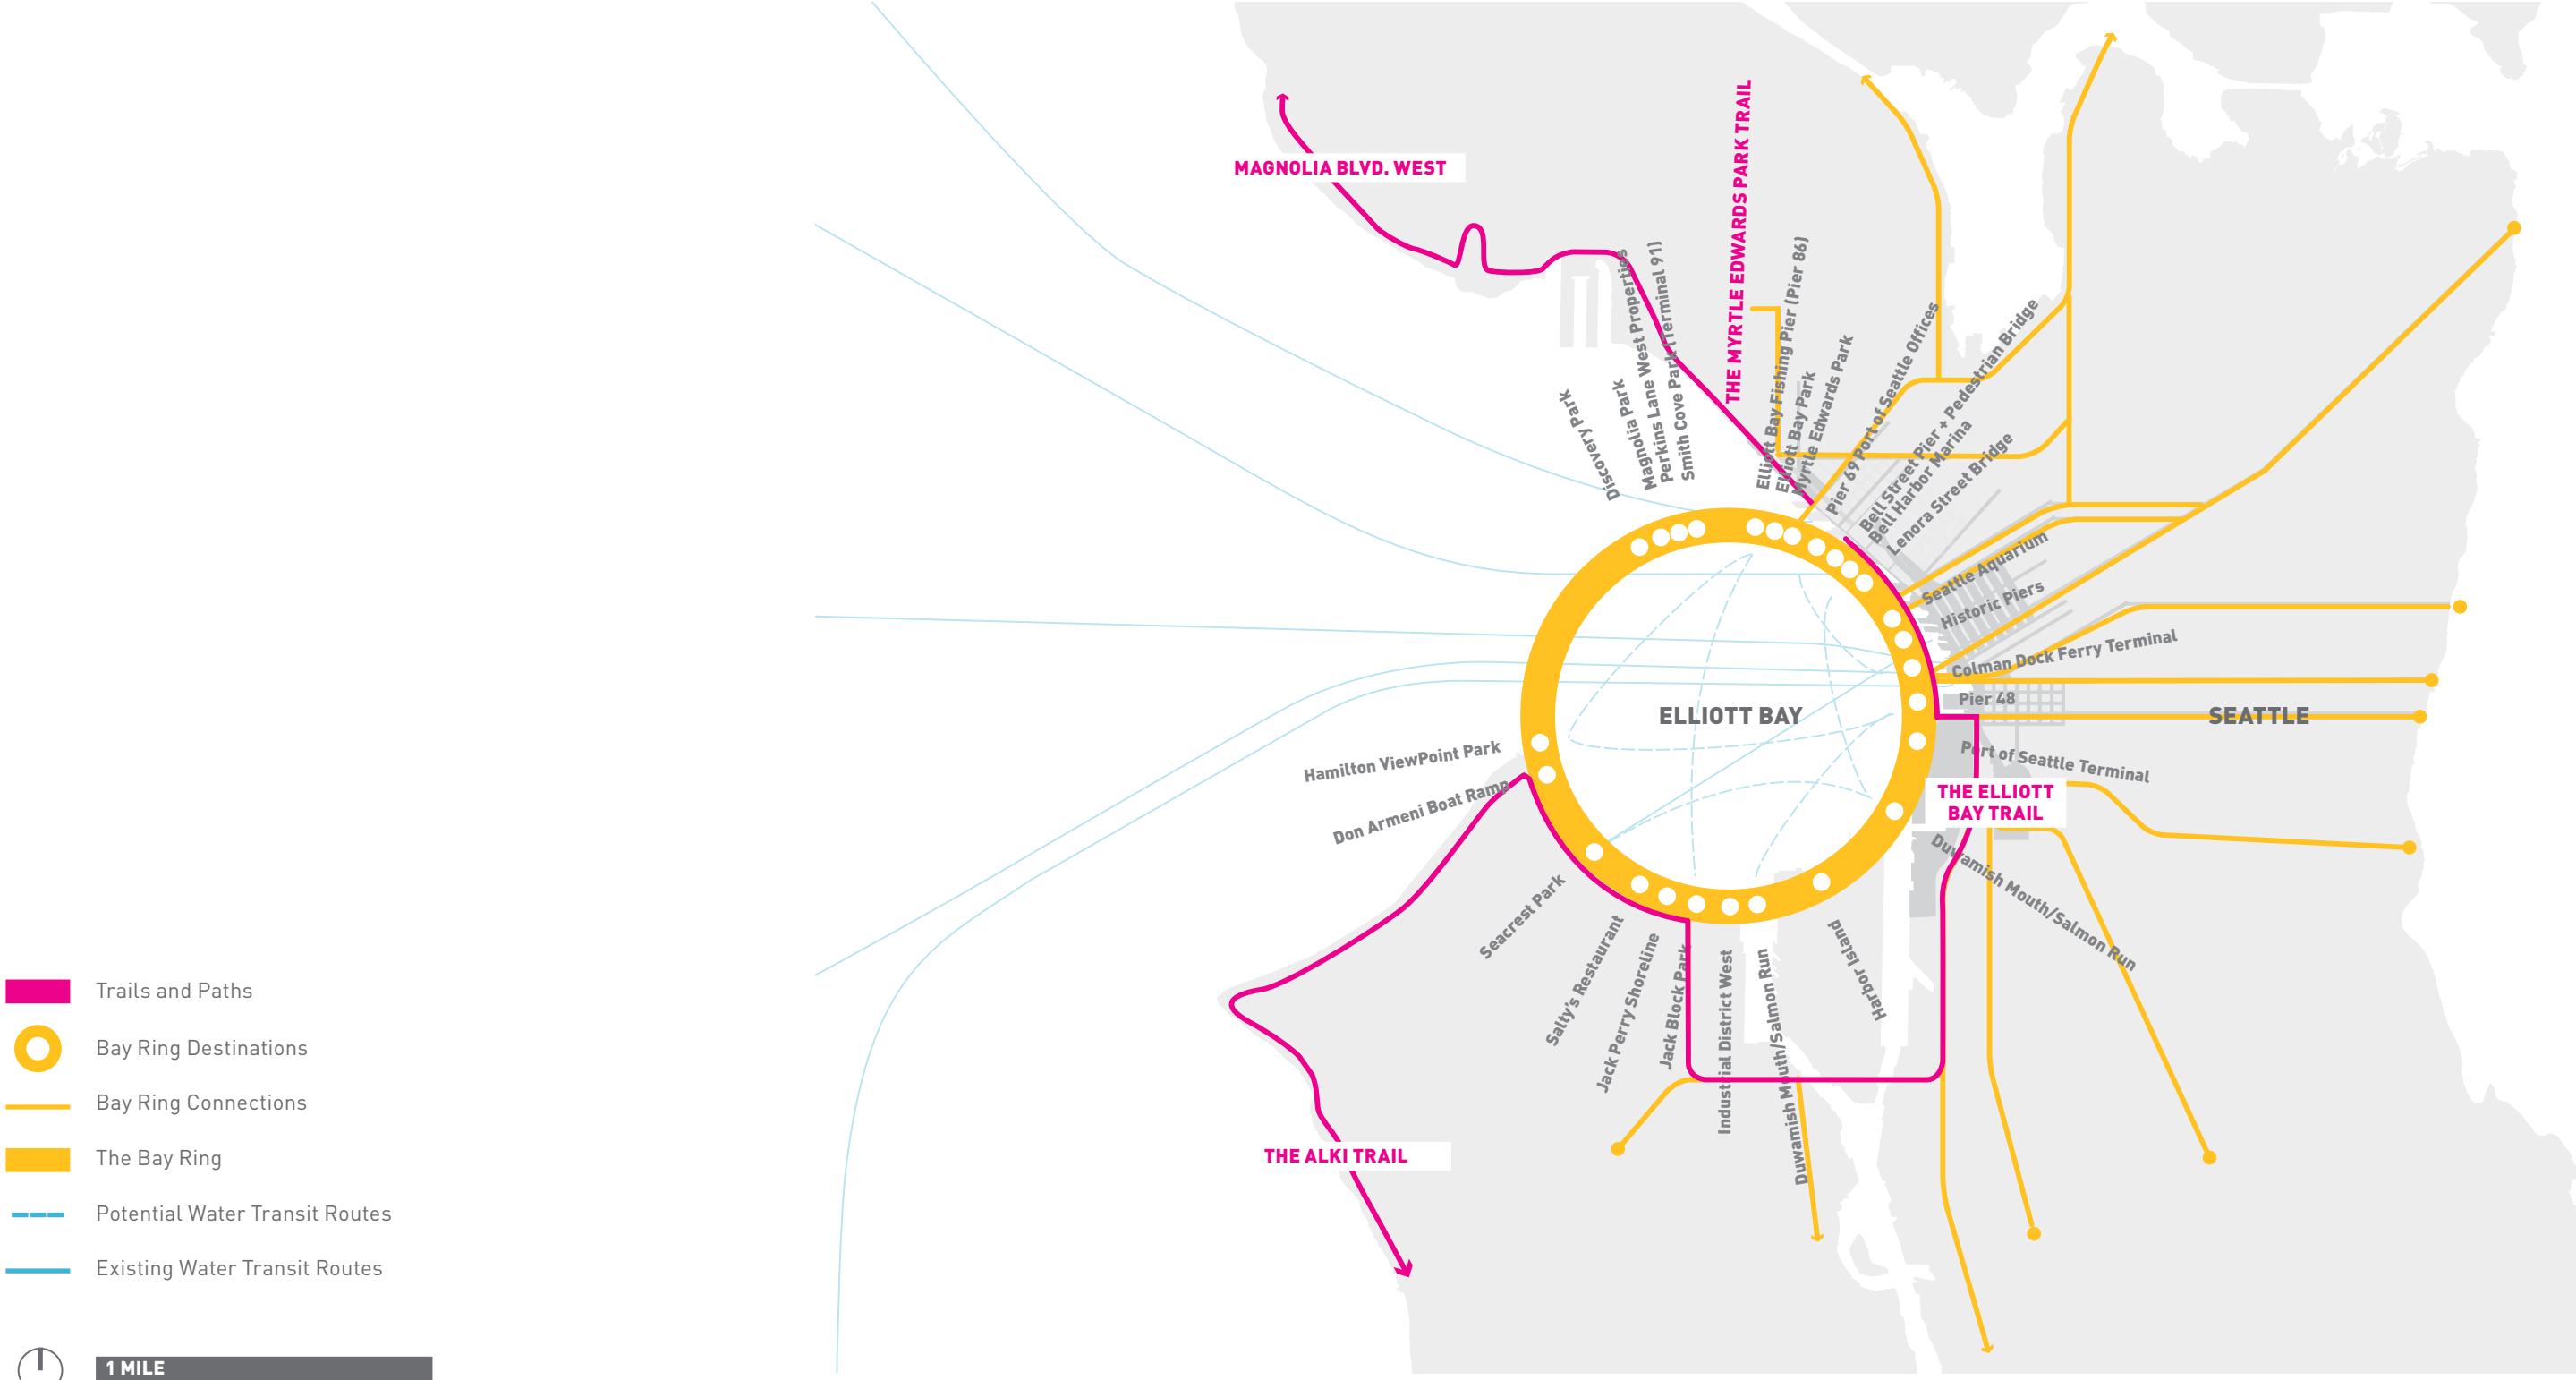 MAGNOLIA BLVD. WEST
THE MYRTLE EDWARDS PARK TRAIL
Discovery Park
Magnolia Park
Perkins Lane West Properties
Smith Cove Park (Terminal 91)
Elliott Bay Fishing Pier (Pier 86)
Elliott Bay Park
Myrtle Edwards Park
Pier 69 Port of Seattle Offices
Bell Street Pier + Pedestrian Bridge
Bell Harbor Marina
Lenora Street Bridge
Seattle Aquarium
Historic Piers
Colman Dock Ferry Terminal
Pier 48
ELLIOTT BAY
SEATTLE
Port of Seattle Terminal
THE ELLIOTT
BAY TRAIL
Duwamish Mouth/Salmon Run
Harbor Island
Duwamish Mouth/Salmon Run
Industrial District West
Jack Block Park
Jack Perry Shoreline
Salty's Restaurant
Seacrest Park
Don Armeni Boat Ramp
Hamilton ViewPoint Park
THE ALKI TRAIL
Trails and Paths
Bay Ring Destinations
Bay Ring Connections
The Bay Ring
Potential Water Transit Routes
Existing Water Transit Routes
1 MILE